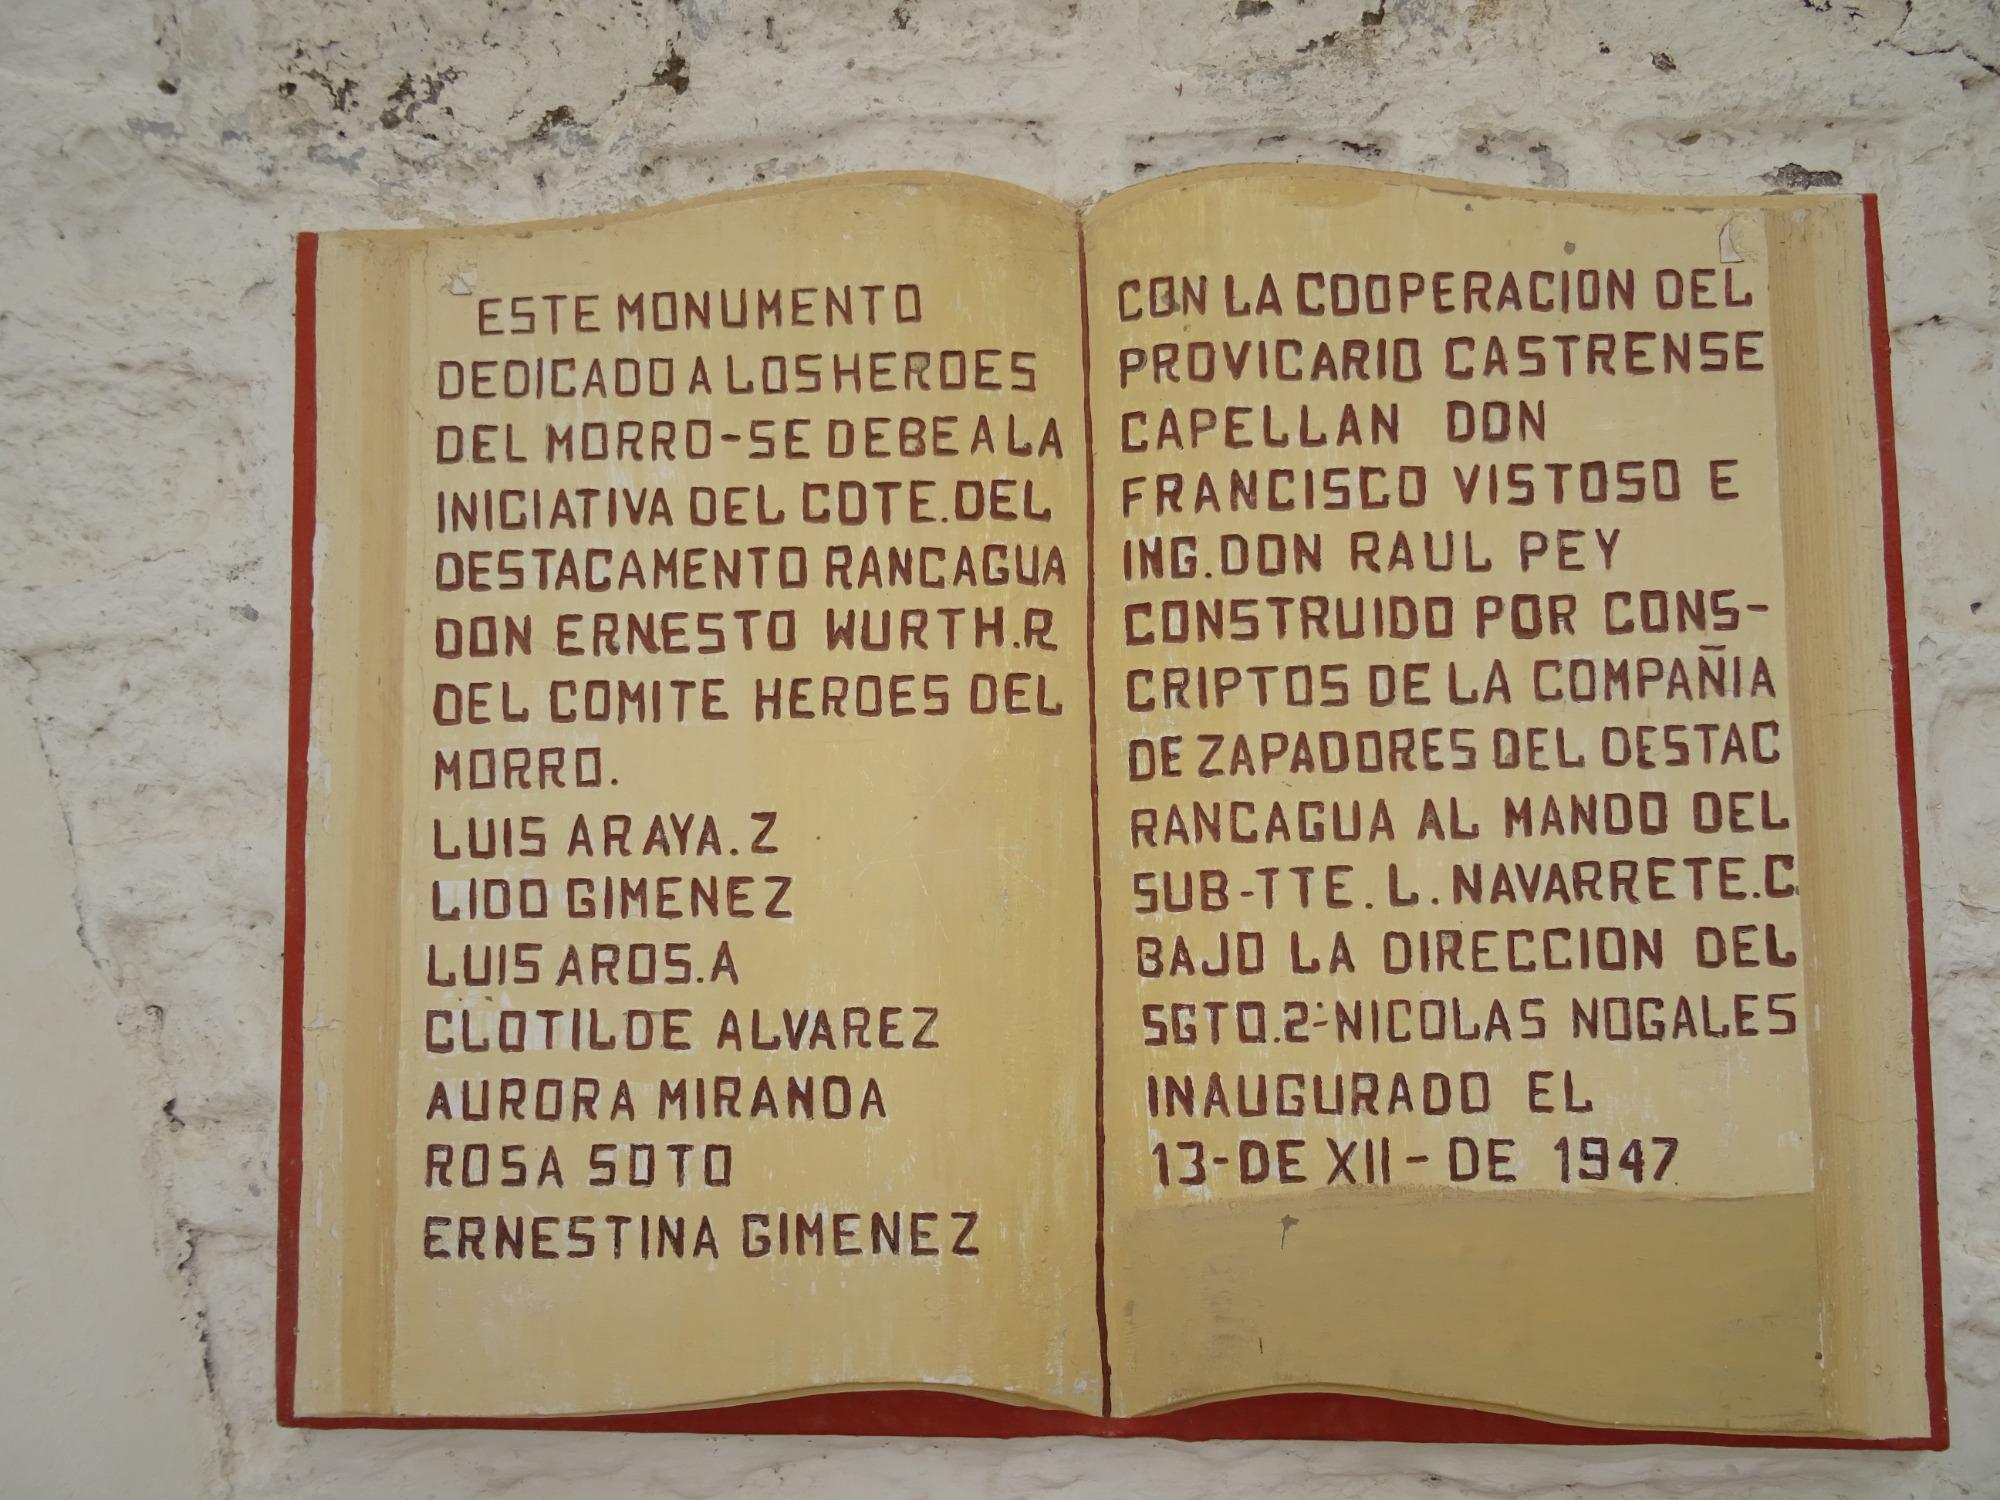 ESTE MONUMENTO
DEDICADO A LOS HEROES
DEL MORRO-SE DEBE A LA
INICIATIVA DEL COTE. DEL
DESTACAMENTO RANCAGUA
DON ERNESTO WURTH.R
DEL COMITE HEROES DEL
MORRO.
LUIS ARAYA.Z
LIDO GIMENEZ
LUIS AROS.A
CLOTILDE ALVAREZ
AURORA MIRANDA
ROSA SOTO
ERNESTINA GIMENEZ
CON LA COOPERACION DEL
PROVICARIO CASTRENSE
CAPELLAN DON
FRANCISCO VISTOSO E
ING. DON RAUL PEY
CONSTRUIDO POR CONS-
CRIPTOS DE LA COMPAÑIA
DE ZAPADORES DEL DESTAC
RANCAGUA AL MANDO DEL
SUB-TTE. L. NAVARRETE.C.
BAJO LA DIRECCION DEL
SGTO.2º-NICOLAS NOGALES
INAUGURADO EL
13-DE XII-DE 1947